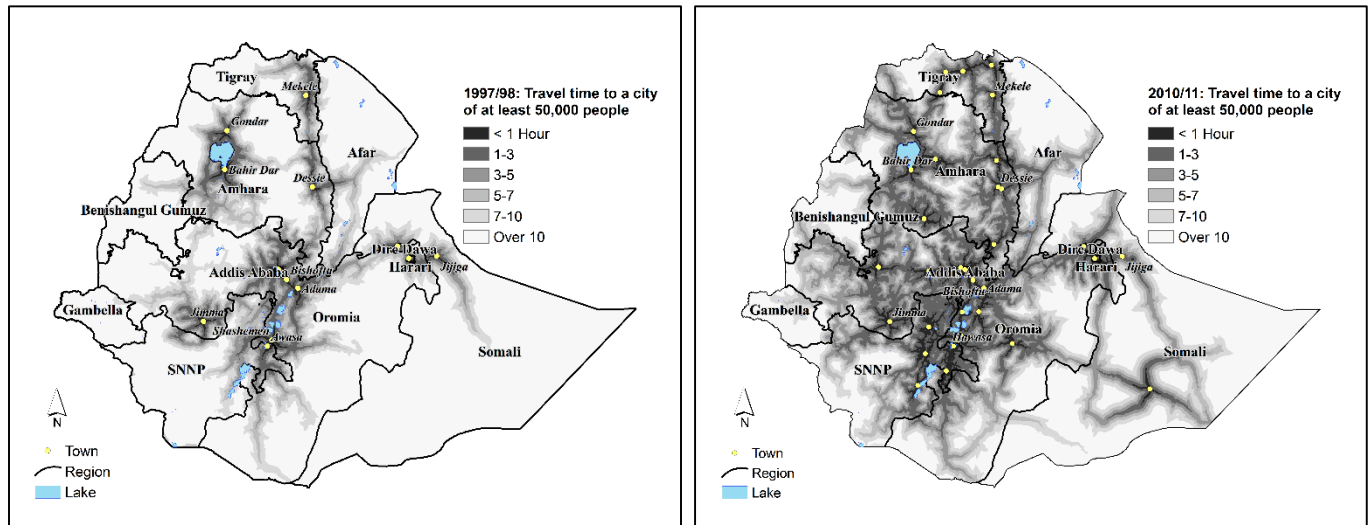 1997/98: Travel time to a city
of at least 50,000 people
< 1 Hour
1-3
3-5
5-7
7-10
Over 10
Tigray
Mekele
Gondar
Afar
Bahir Dar
Dessie
Amhara
Benishangul Gumuz
Dire Dawa
Harari
Jijiga
Addis Ababa
Bishoftu
Adama
Gambella
Jimma
Shashemen
Oromia
Awasa
Somali
SNNP
N
Town
Region
Lake
2010/11: Travel time to a city
of at least 50,000 people
< 1 Hour
1-3
3-5
5-7
7-10
Over 10
Tigray
Mekele
Gondar
Afar
Bahir Dar
Amhara
Dessie
Benishangul Gumuz
Dire Dawa
Harari
Jijiga
Addis Ababa
Bishoftu
Adama
Gambella
Jimma
Oromia
Hawasa
Somali
SNNP
N
Town
Region
Lake